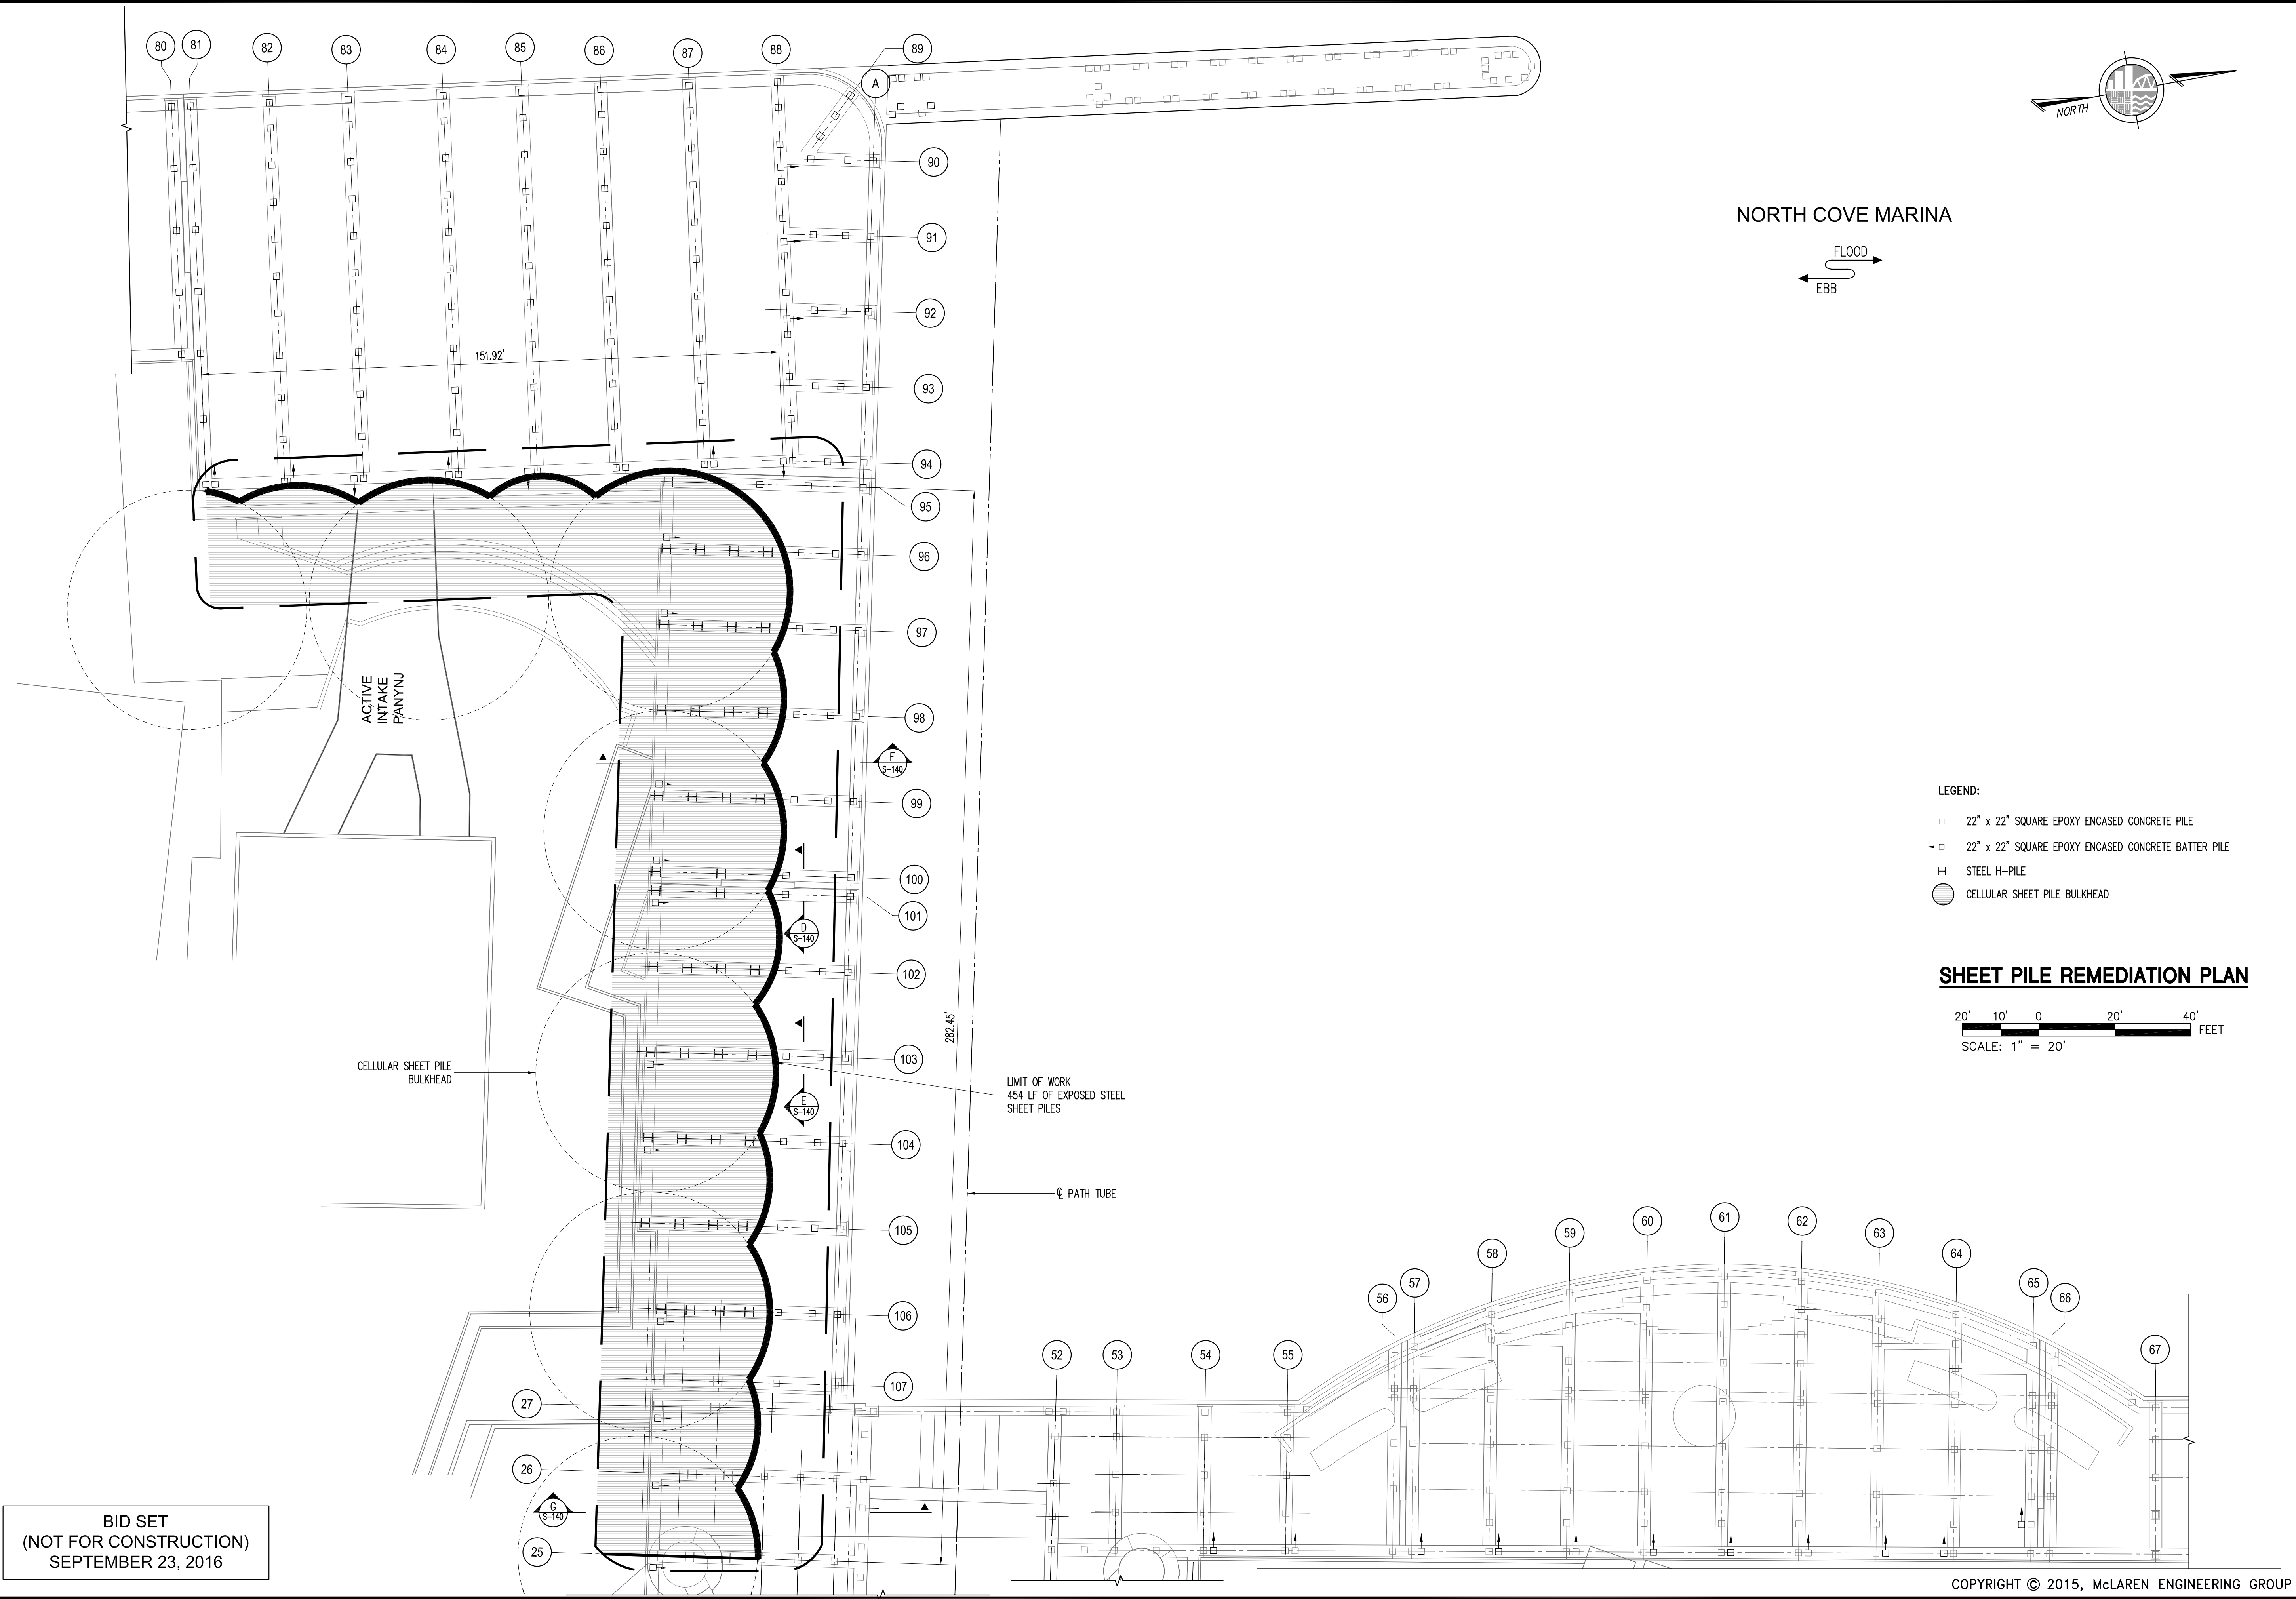 80
81
82
83
84
85
86
87
88
89
A
90
91
92
93
94
95
96
97
98
99
100
101
102
103
104
105
106
107
27
26
25
NORTH
NORTH COVE MARINA
FLOOD
EBB
151.92'
282.45'
ACTIVE
INTAKE
PANYNJ
F
S-140
D
S-140
E
S-140
G
S-140
CELLULAR SHEET PILE
BULKHEAD
LIMIT OF WORK
454 LF OF EXPOSED STEEL
SHEET PILES
℄ PATH TUBE
LEGEND:
22" x 22" SQUARE EPOXY ENCASED CONCRETE PILE
22" x 22" SQUARE EPOXY ENCASED CONCRETE BATTER PILE
STEEL H-PILE
CELLULAR SHEET PILE BULKHEAD
SHEET PILE REMEDIATION PLAN
20' 10' 0 20' 40'
FEET
SCALE: 1" = 20'
52
53
54
55
56
57
58
59
60
61
62
63
64
65
66
67
BID SET
(NOT FOR CONSTRUCTION)
SEPTEMBER 23, 2016
COPYRIGHT © 2015, McLAREN ENGINEERING GROUP